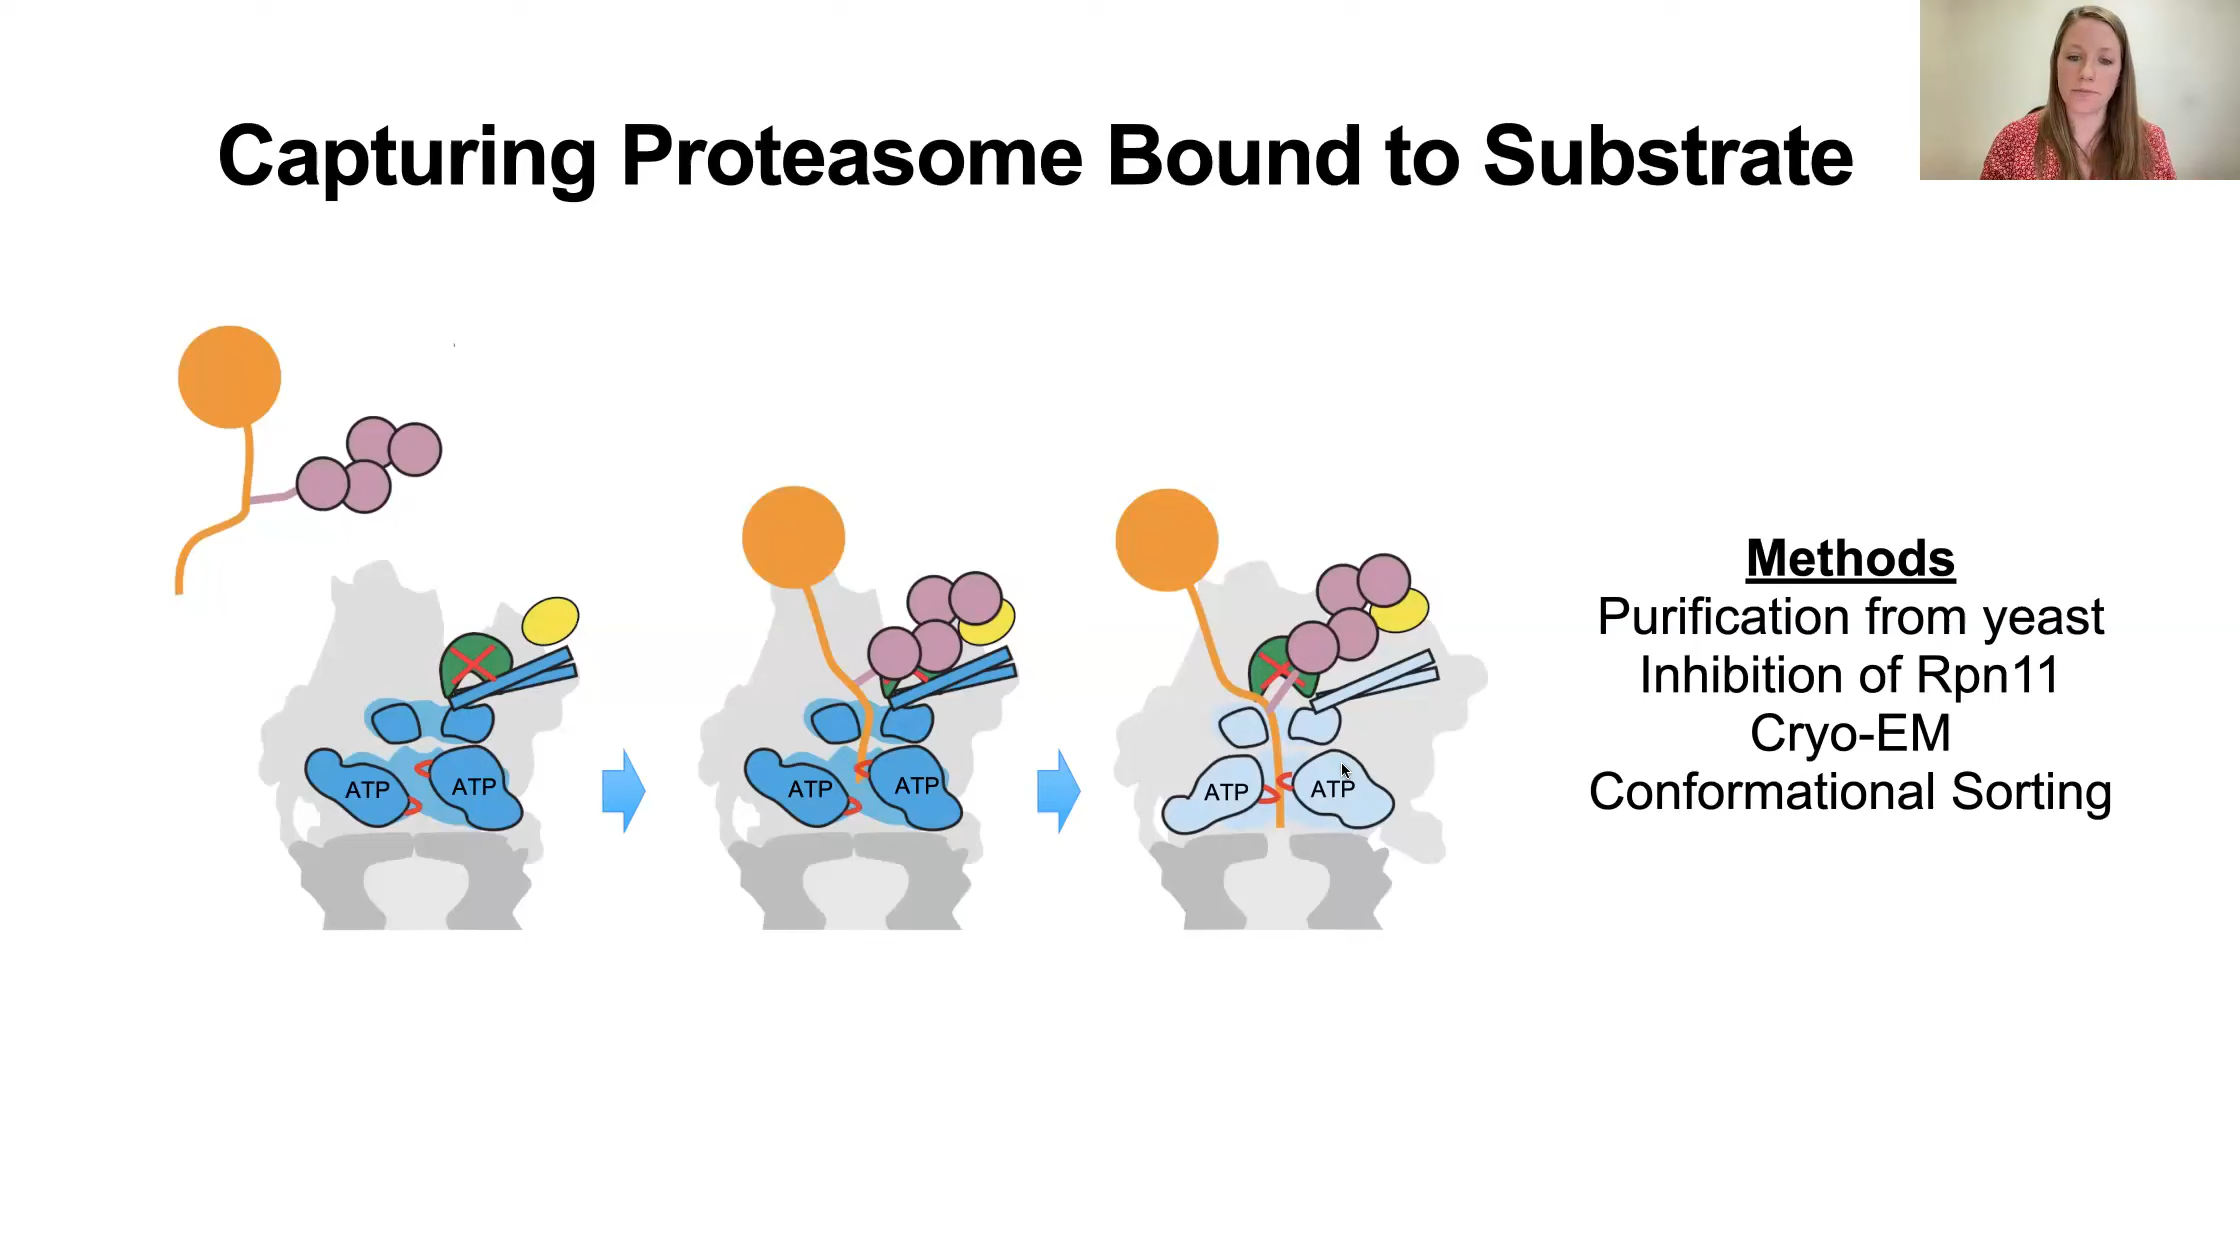 Capturing Proteasome Bound to Substrate
ATP
ATP
ATP
ATP
ATP
ATP
Methods
Purification from yeast
Inhibition of Rpn11
Cryo-EM
Conformational Sorting